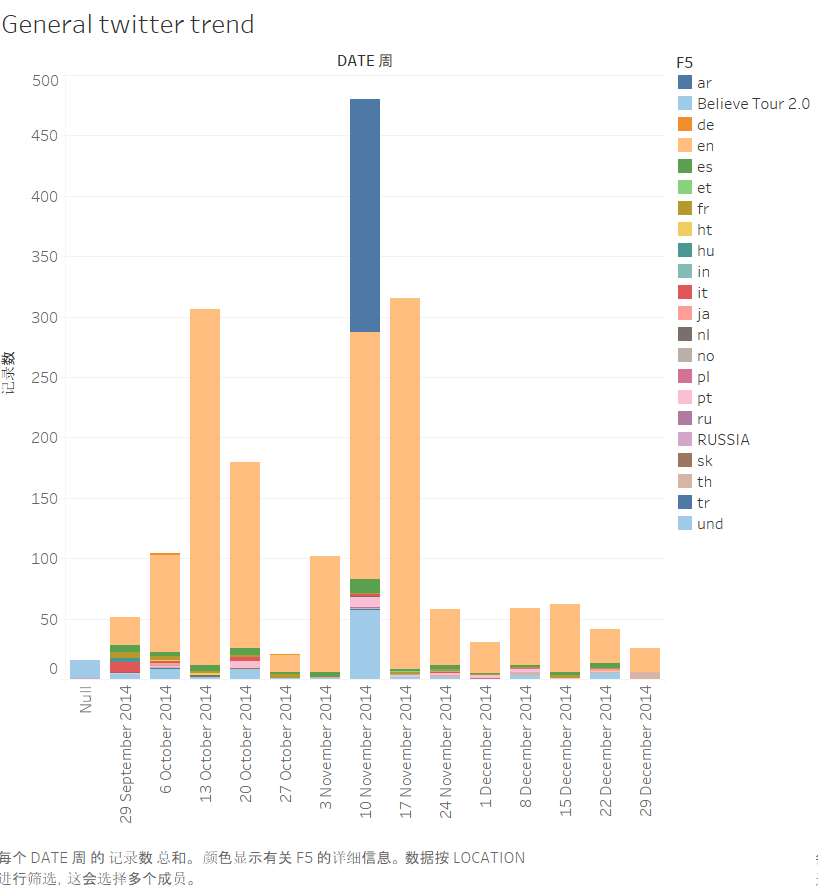 General twitter trend
DATE 周
F5
ar
Believe Tour 2.0
de
en
es
et
fr
ht
hu
in
it
ja
nl
no
pl
pt
ru
RUSSIA
sk
th
tr
und
记录数
500
450
400
350
300
250
200
150
100
50
0
Null
29 September 2014
6 October 2014
13 October 2014
20 October 2014
27 October 2014
3 November 2014
10 November 2014
17 November 2014
24 November 2014
1 December 2014
8 December 2014
15 December 2014
22 December 2014
29 December 2014
每个 DATE 周 的 记录数 总和。 颜色显示有关 F5 的详细信息。数据按 LOCATION
进行筛选, 这会选择多个成员。